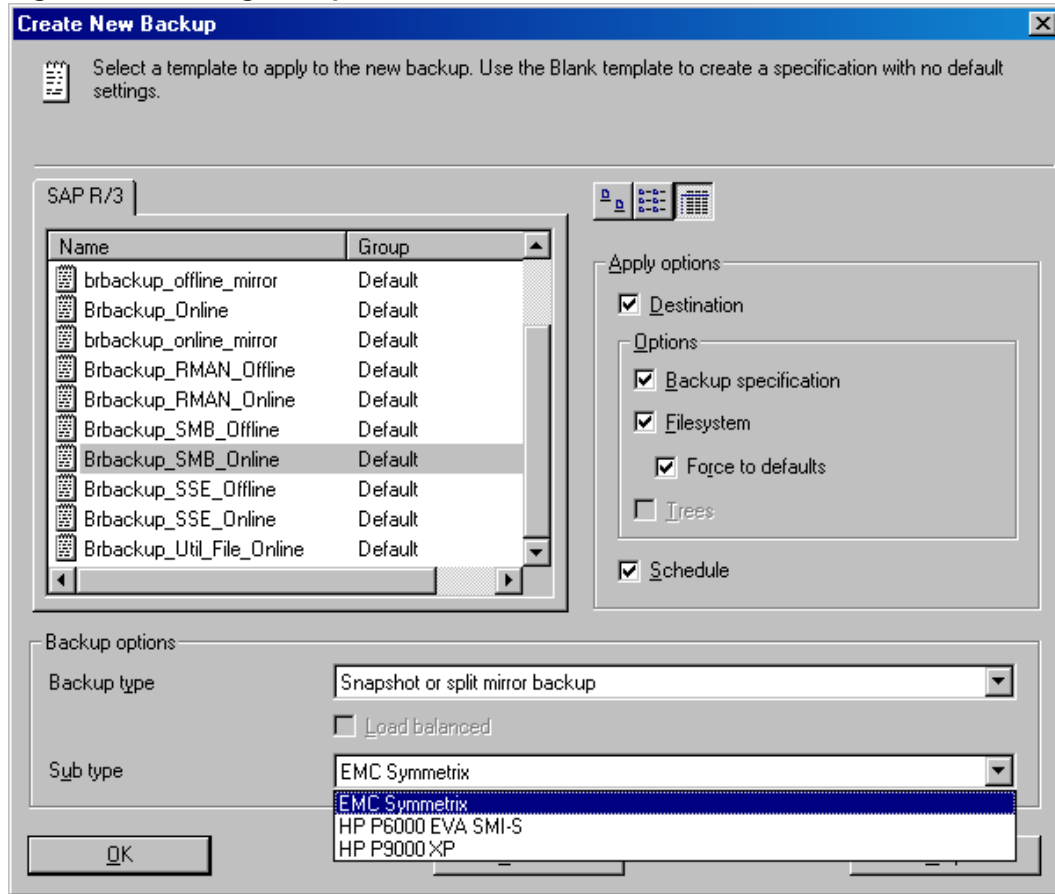 Create New Backup
Select a template to apply to the new backup. Use the Blank template to create a specification with no default
settings.
SAP R/3
Name Group
brbackup_offline_mirror Default
Brbackup_Online Default
brbackup_online_mirror Default
Brbackup_RMAN_Offline Default
Brbackup_RMAN_Online Default
Brbackup_SMB_Offline Default
Brbackup_SMB_Online Default
Brbackup_SSE_Offline Default
Brbackup_SSE_Online Default
Brbackup_Util_File_Online Default
Apply options
Destination
Options
Backup specification
Filesystem
Force to defaults
Trees
Schedule
Backup options
Backup type Snapshot or split mirror backup
Load balanced
Sub type EMC Symmetrix
EMC Symmetrix
HP P6000 EVA SMI-S
HP P9000 XP
OK